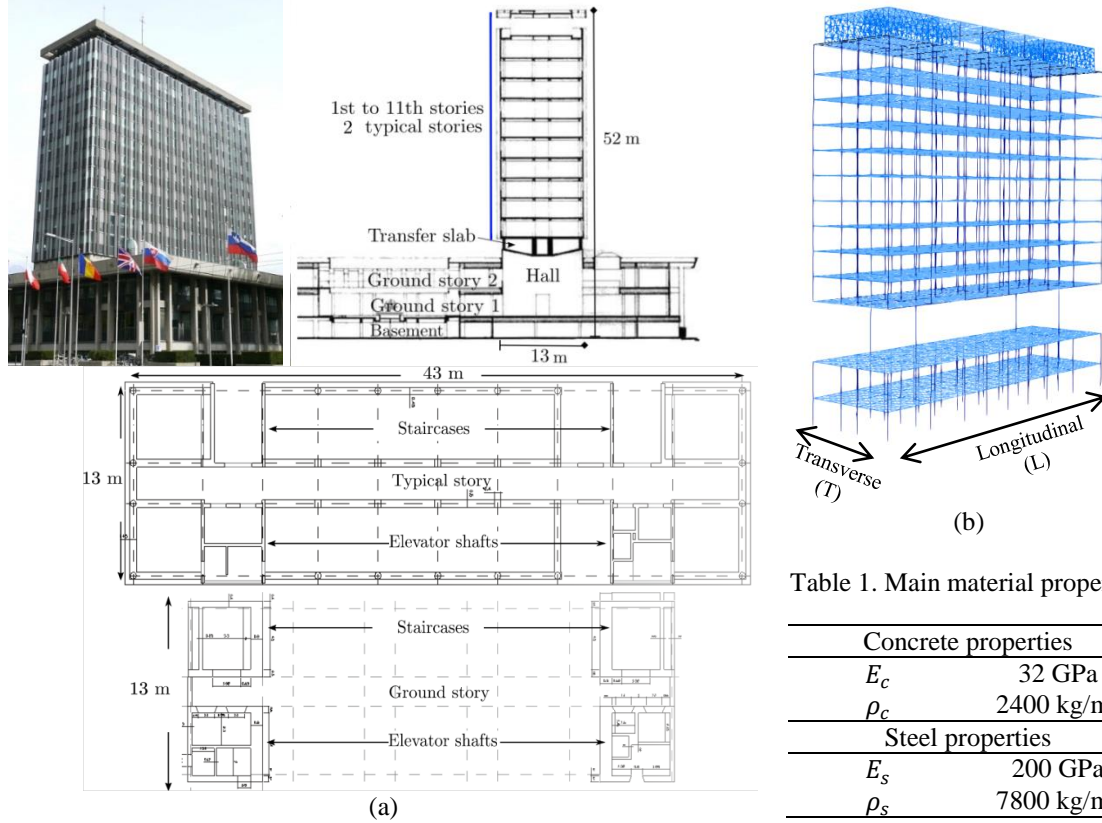 1st to 11th stories
2 typical stories
52 m
Transfer slab
Hall
Ground story 2
Ground story 1
Basement
13 m
43 m
Staircases
13 m
Typical story
Elevator shafts
Staircases
13 m
Ground story
Elevator shafts
(a)
Transverse
(T)
Longitudinal
(L)
(b)
Table 1. Main material prope
Concrete properties
E_c 32 GPa
ρ_c 2400 kg/m
Steel properties
E_s 200 GPa
ρ_s 7800 kg/m